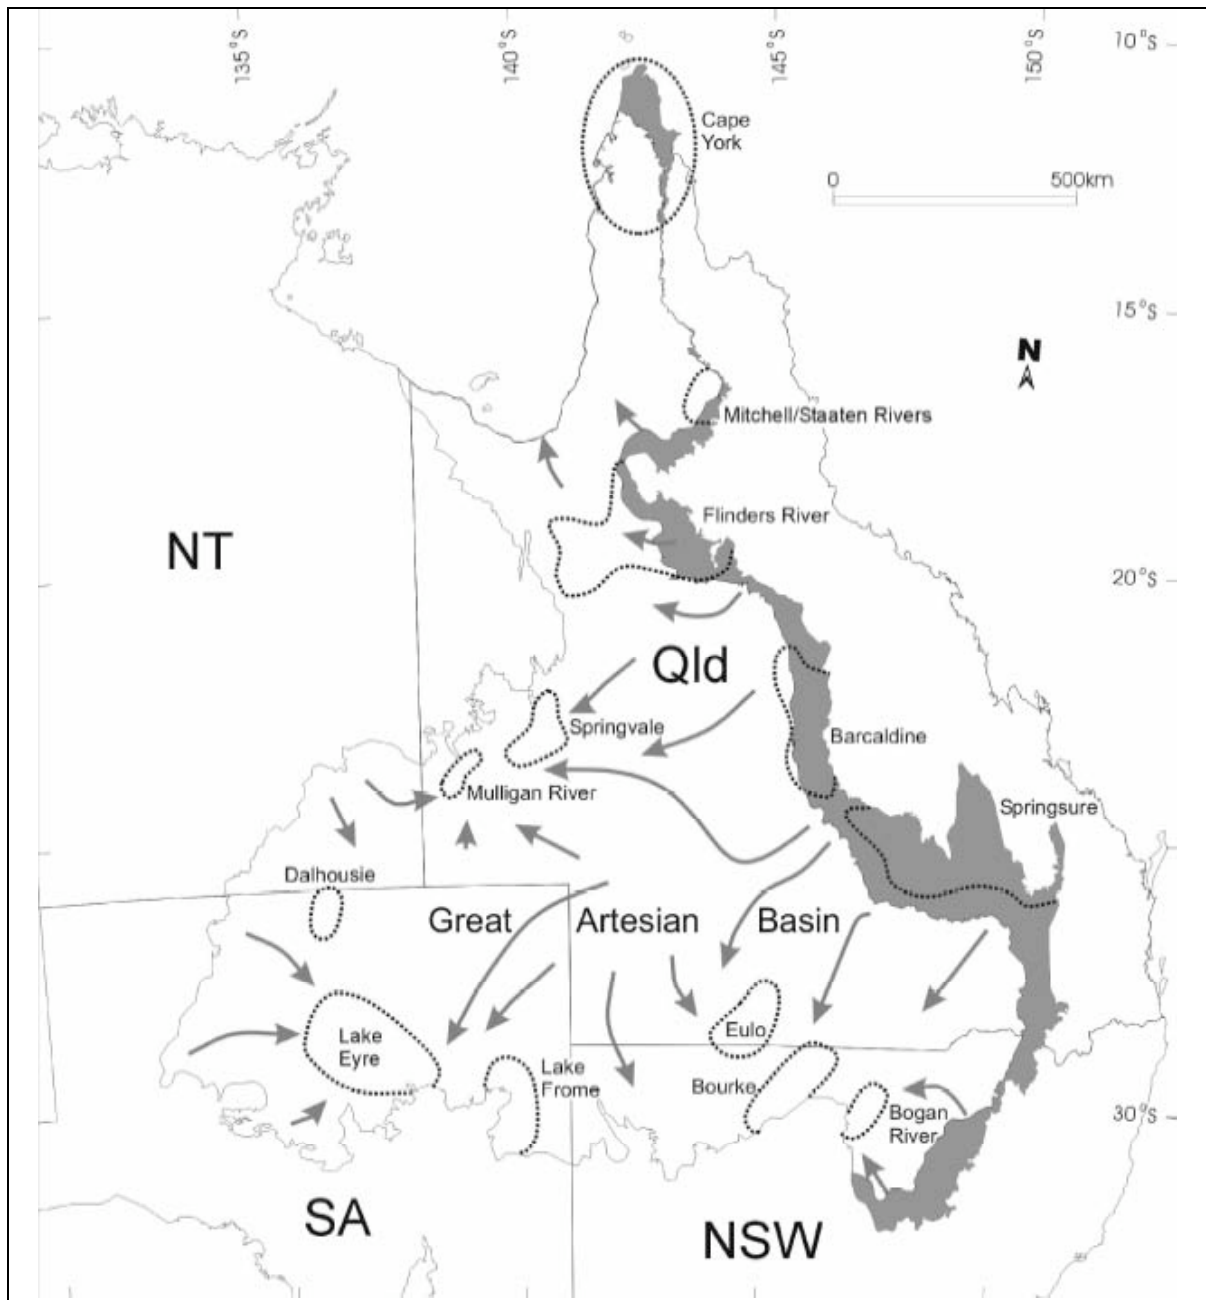 135°S
140°S
145°S
150°S
10°S
Cape
York
0
500km
15°S
N
Mitchell/Staaten Rivers
Flinders River
NT
20°S
Qld
Springvale
Barcaldine
Mulligan River
Springsure
Dalhousie
Great Artesian Basin
Lake
Eyre
Eulo
Lake
Frome
Bourke
Bogan
River
30°S
SA
NSW